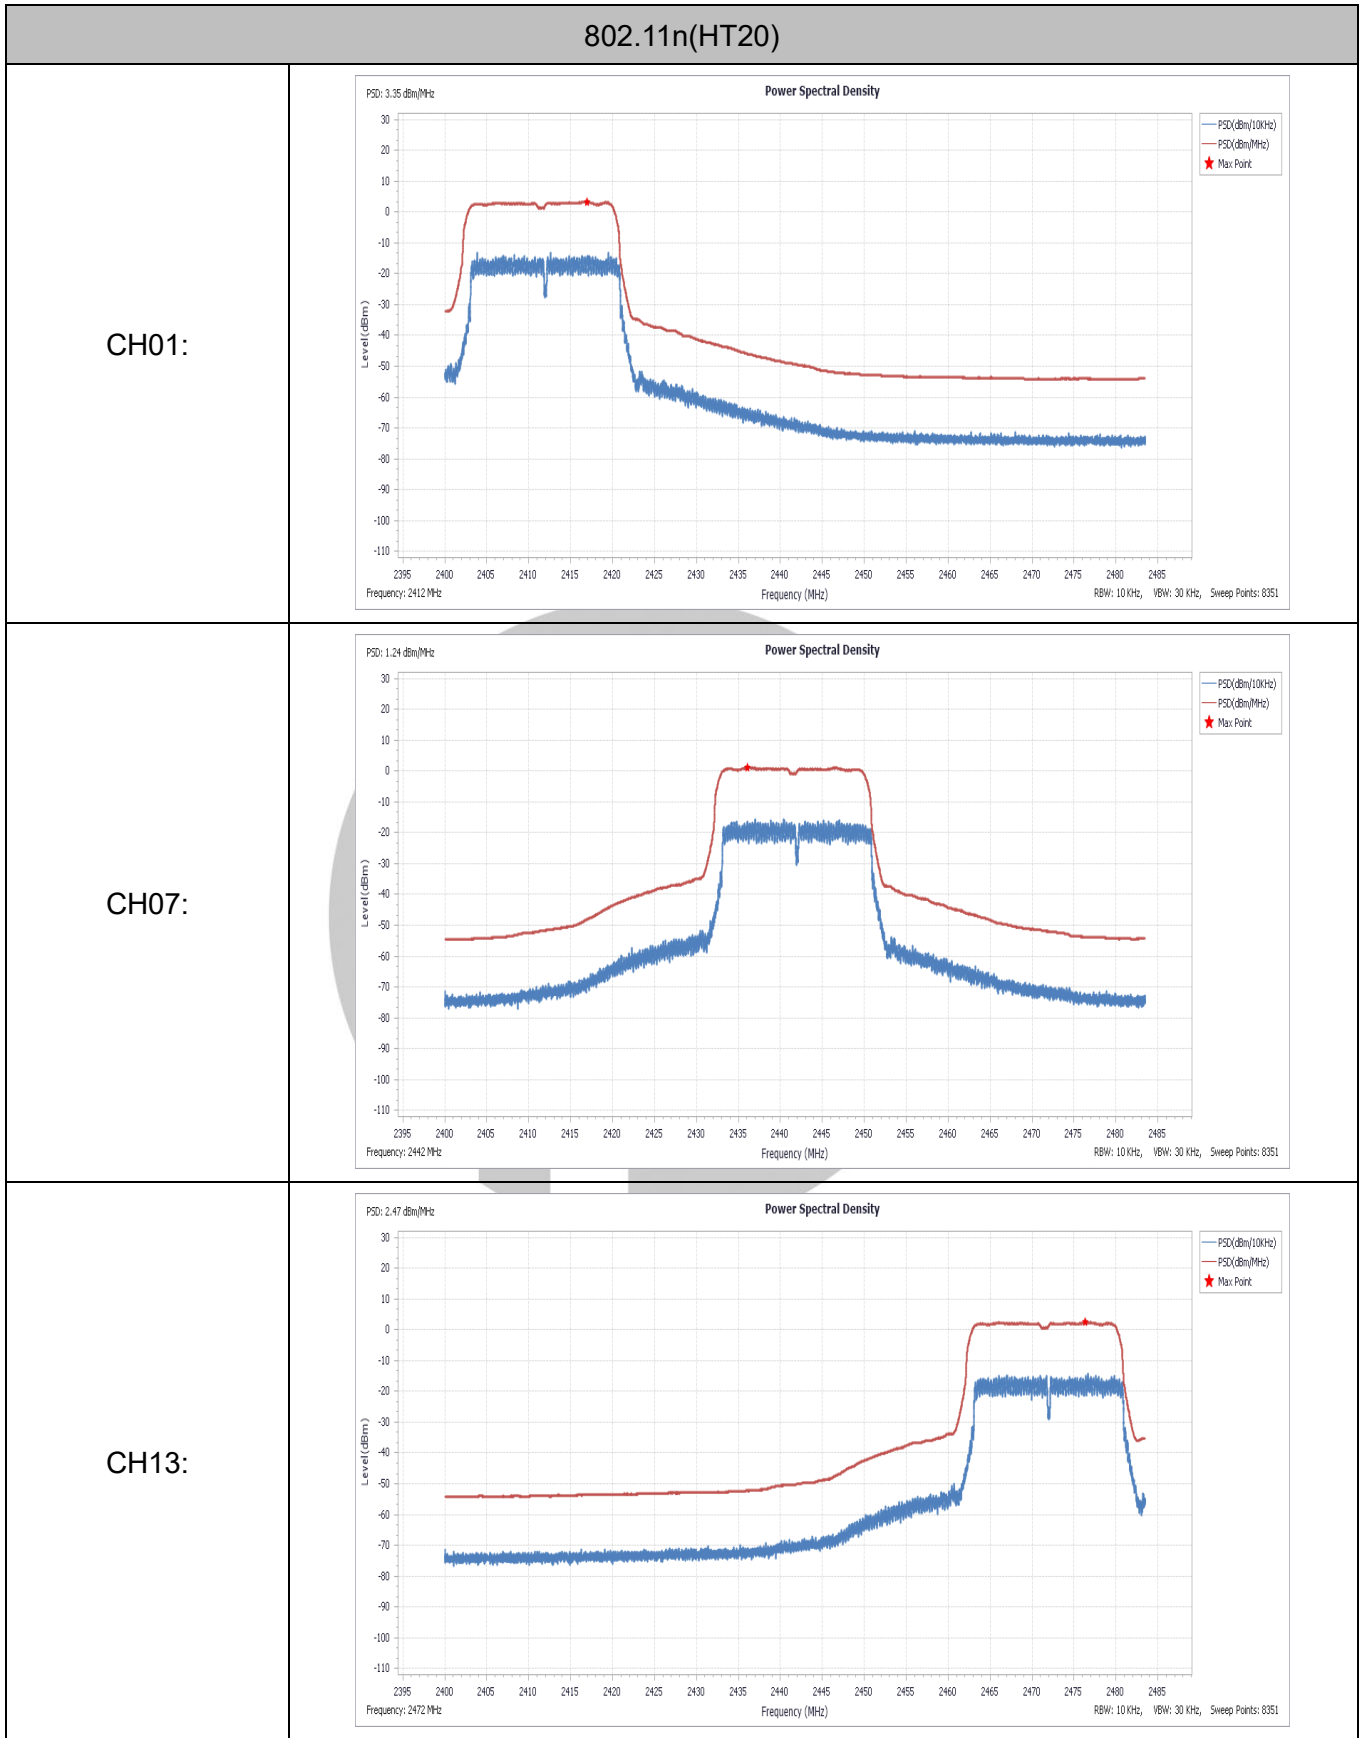 802.11n(HT20)
CH01:
PSD: 3.35 dBm/MHz
Power Spectral Density
PSD(dBm/10KHz)
PSD(dBm/MHz)
Max Point
30
20
10
0
-10
-20
-30
-40
-50
-60
-70
-80
-90
-100
-110
Level(dBm)
2395 2400 2405 2410 2415 2420 2425 2430 2435 2440 2445 2450 2455 2460 2465 2470 2475 2480 2485
Frequency: 2412 MHz Frequency (MHz) RBW: 10 KHz, VBW: 30 KHz, Sweep Points: 8351
CH07:
PSD: 1.24 dBm/MHz
Power Spectral Density
PSD(dBm/10KHz)
PSD(dBm/MHz)
Max Point
30
20
10
0
-10
-20
-30
-40
-50
-60
-70
-80
-90
-100
-110
Level(dBm)
2395 2400 2405 2410 2415 2420 2425 2430 2435 2440 2445 2450 2455 2460 2465 2470 2475 2480 2485
Frequency: 2442 MHz Frequency (MHz) RBW: 10 KHz, VBW: 30 KHz, Sweep Points: 8351
CH13:
PSD: 2.47 dBm/MHz
Power Spectral Density
PSD(dBm/10KHz)
PSD(dBm/MHz)
Max Point
30
20
10
0
-10
-20
-30
-40
-50
-60
-70
-80
-90
-100
-110
Level(dBm)
2395 2400 2405 2410 2415 2420 2425 2430 2435 2440 2445 2450 2455 2460 2465 2470 2475 2480 2485
Frequency: 2472 MHz Frequency (MHz) RBW: 10 KHz, VBW: 30 KHz, Sweep Points: 8351